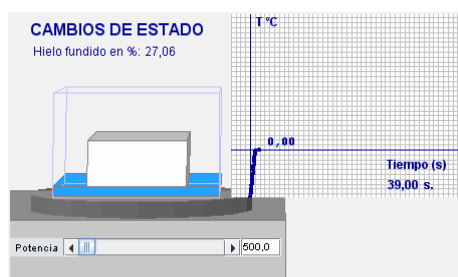 CAMBIOS DE ESTADO
Hielo fundido en %: 27,06
T ºC
0,00
Tiempo (s)
39,00 s.
Potencia
500,0